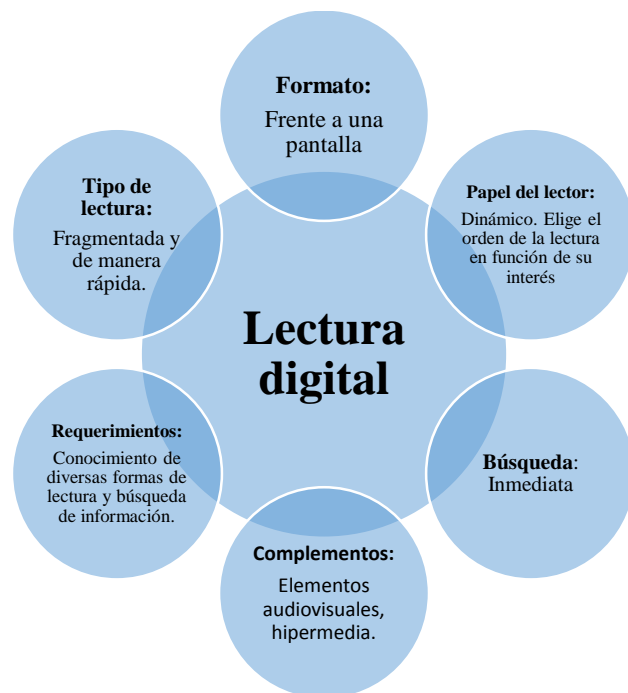 Formato:
Frente a una
pantalla
Papel del lector:
Dinámico. Elige el
orden de la lectura
en función de su
interés
Búsqueda:
Inmediata
Complementos:
Elementos
audiovisuales,
hipermedia.
Requerimientos:
Conocimiento de
diversas formas de
lectura y búsqueda
de información.
Tipo de
lectura:
Fragmentada y
de manera
rápida.
Lectura
digital